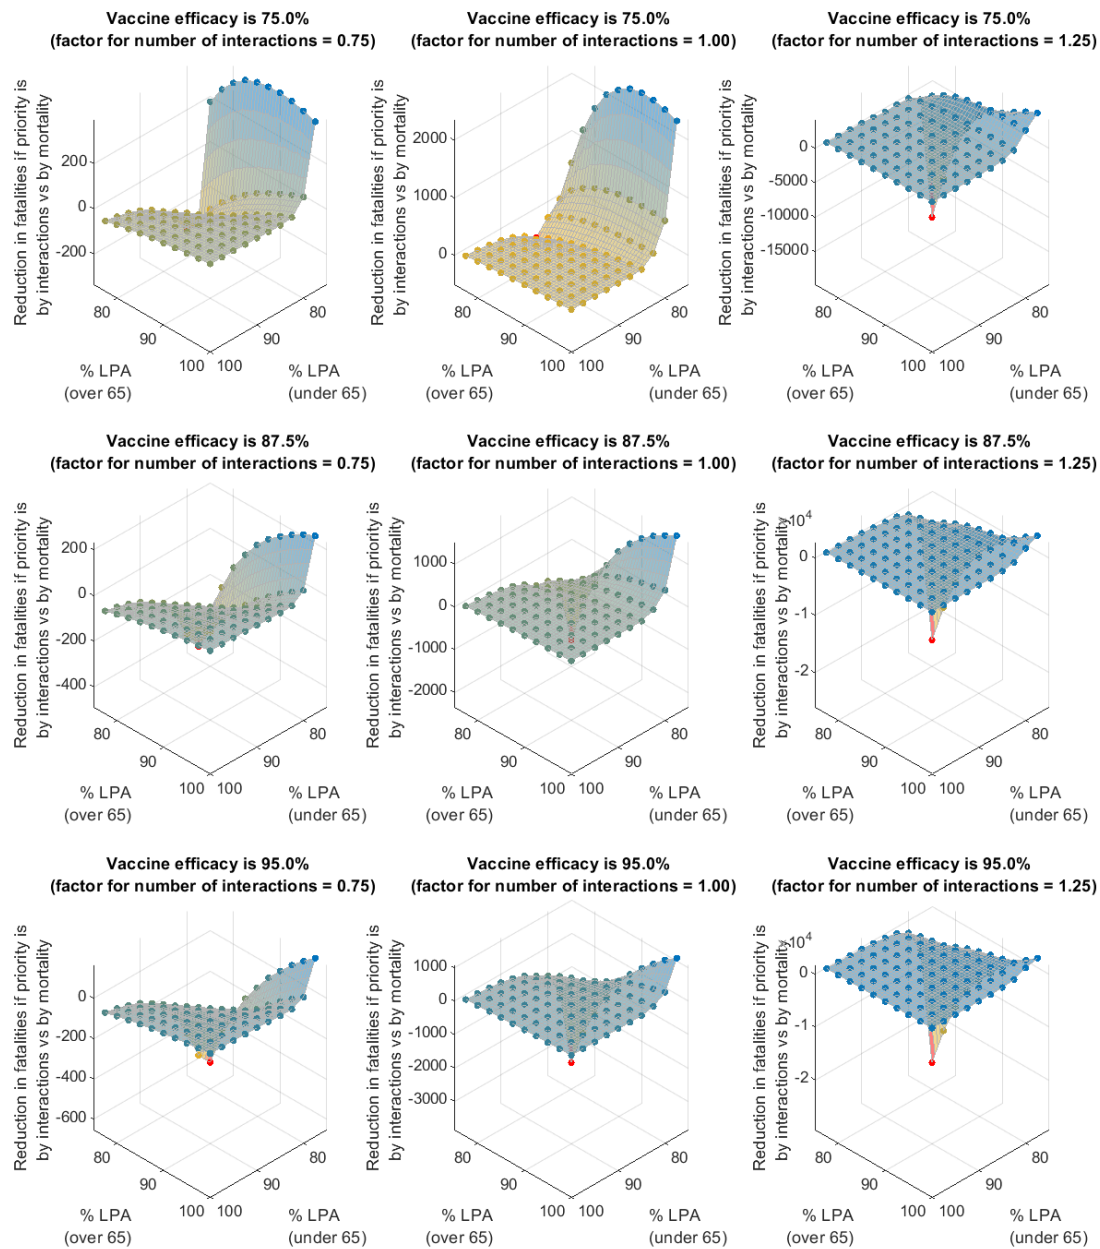 Vaccine efficacy is 75.0%
(factor for number of interactions = 0.75)
Reduction in fatalities if priority is
by interactions vs by mortality
200
0
-200
80
90
100
100
90
80
% LPA
(over 65)
% LPA
(under 65)
Vaccine efficacy is 75.0%
(factor for number of interactions = 1.00)
Reduction in fatalities if priority is
by interactions vs by mortality
2000
1000
0
80
90
100
100
90
80
% LPA
(over 65)
% LPA
(under 65)
Vaccine efficacy is 75.0%
(factor for number of interactions = 1.25)
Reduction in fatalities if priority is
by interactions vs by mortality
0
-5000
-10000
-15000
80
90
100
100
90
80
% LPA
(over 65)
% LPA
(under 65)
Vaccine efficacy is 87.5%
(factor for number of interactions = 0.75)
Reduction in fatalities if priority is
by interactions vs by mortality
200
0
-200
-400
80
90
100
100
90
80
% LPA
(over 65)
% LPA
(under 65)
Vaccine efficacy is 87.5%
(factor for number of interactions = 1.00)
Reduction in fatalities if priority is
by interactions vs by mortality
1000
0
-1000
-2000
80
90
100
100
90
80
% LPA
(over 65)
% LPA
(under 65)
Vaccine efficacy is 87.5%
(factor for number of interactions = 1.25)
Reduction in fatalities if priority is
by interactions vs by mortality
×10⁴
0
-1
-2
80
90
100
100
90
80
% LPA
(over 65)
% LPA
(under 65)
Vaccine efficacy is 95.0%
(factor for number of interactions = 0.75)
Reduction in fatalities if priority is
by interactions vs by mortality
0
-200
-400
-600
80
90
100
100
90
80
% LPA
(over 65)
% LPA
(under 65)
Vaccine efficacy is 95.0%
(factor for number of interactions = 1.00)
Reduction in fatalities if priority is
by interactions vs by mortality
1000
0
-1000
-2000
-3000
80
90
100
100
90
80
% LPA
(over 65)
% LPA
(under 65)
Vaccine efficacy is 95.0%
(factor for number of interactions = 1.25)
Reduction in fatalities if priority is
by interactions vs by mortality
×10⁴
0
-1
-2
80
90
100
100
90
80
% LPA
(over 65)
% LPA
(under 65)